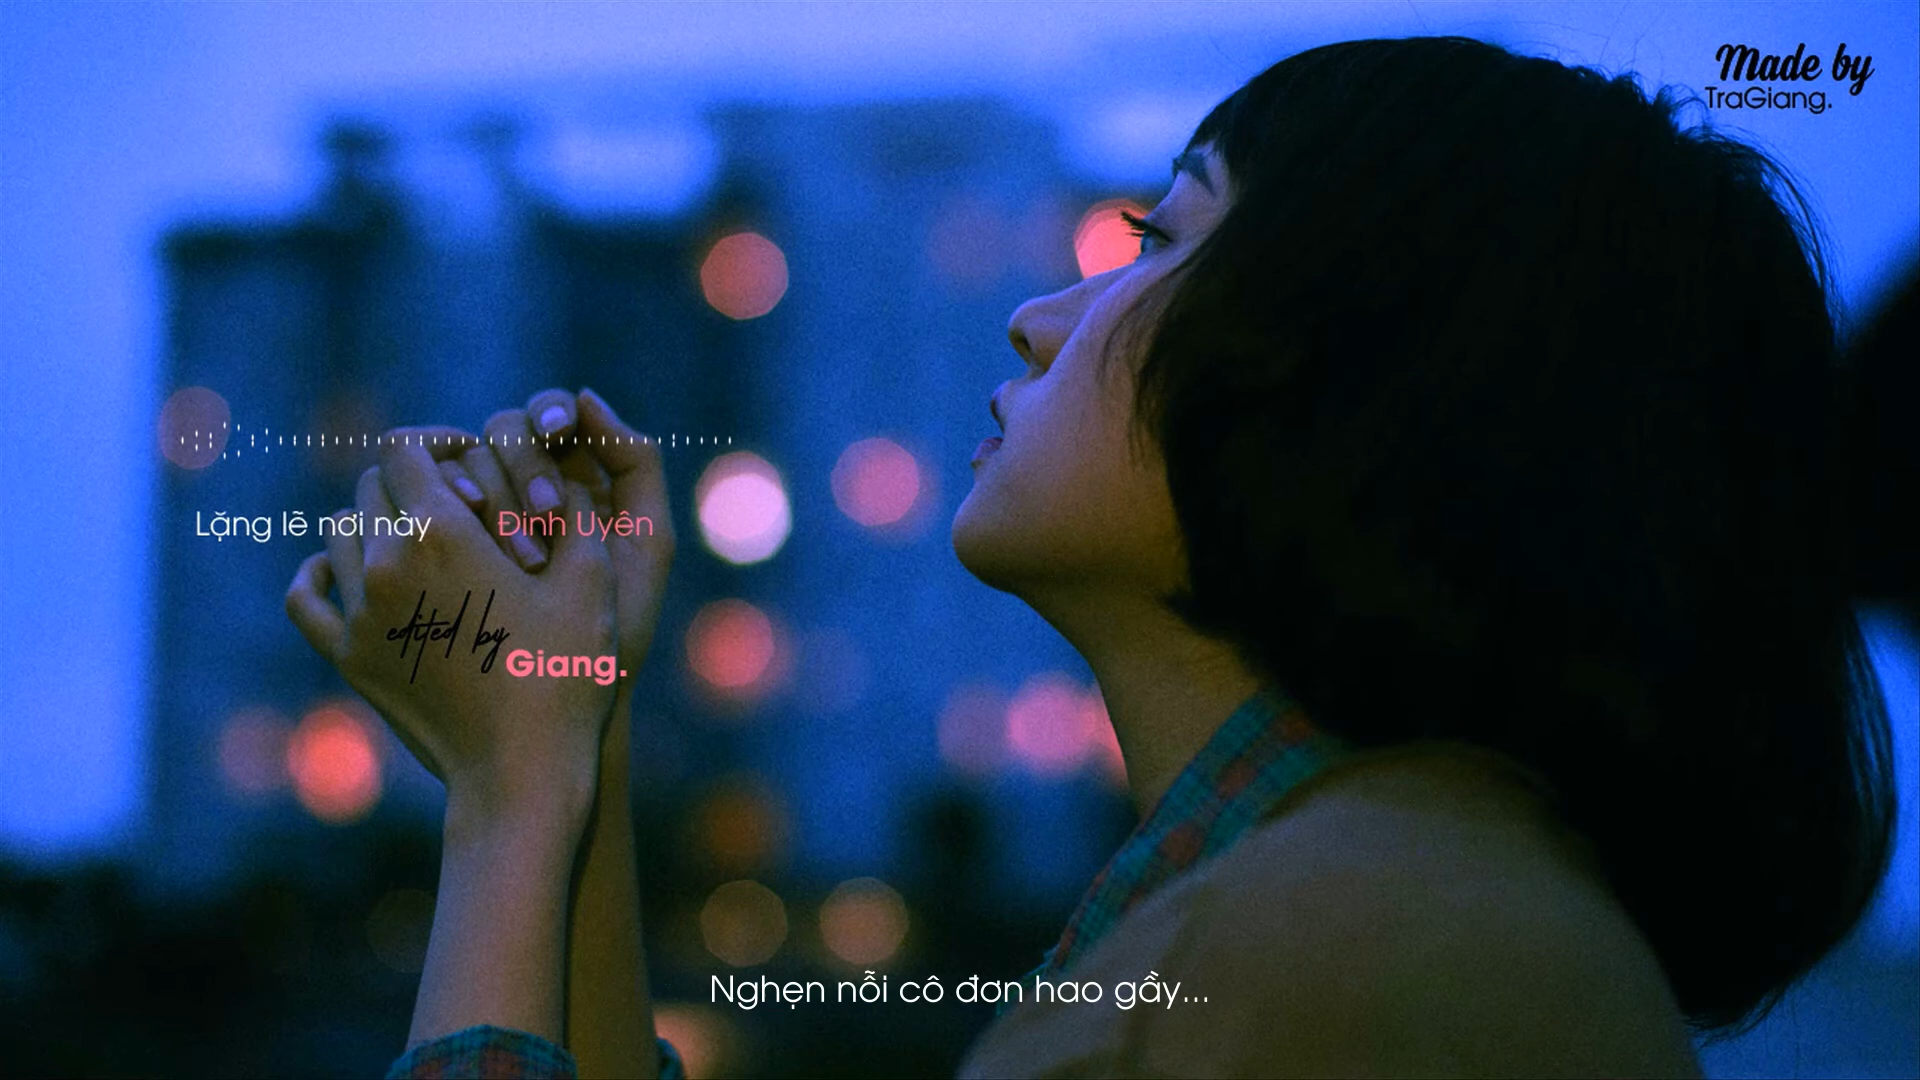 Made by
TraGiang.
Lặng lẽ nơi này Đinh Uyên
edited by
Giang.
Nghẹn nỗi cô đơn hao gầy...